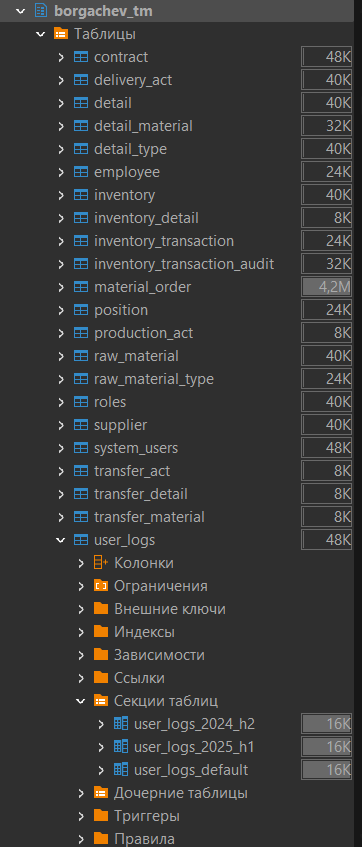 borgachev_tm
Таблицы
contract 48K
delivery_act 40K
detail 40K
detail_material 32K
detail_type 40K
employee 24K
inventory 40K
inventory_detail 8K
inventory_transaction 24K
inventory_transaction_audit 32K
material_order 4,2M
position 24K
production_act 8K
raw_material 40K
raw_material_type 24K
roles 40K
supplier 40K
system_users 48K
transfer_act 8K
transfer_detail 8K
transfer_material 8K
user_logs 48K
Колонки
Ограничения
Внешние ключи
Индексы
Зависимости
Ссылки
Секции таблиц
user_logs_2024_h2 16K
user_logs_2025_h1 16K
user_logs_default 16K
Дочерние таблицы
Триггеры
Правила